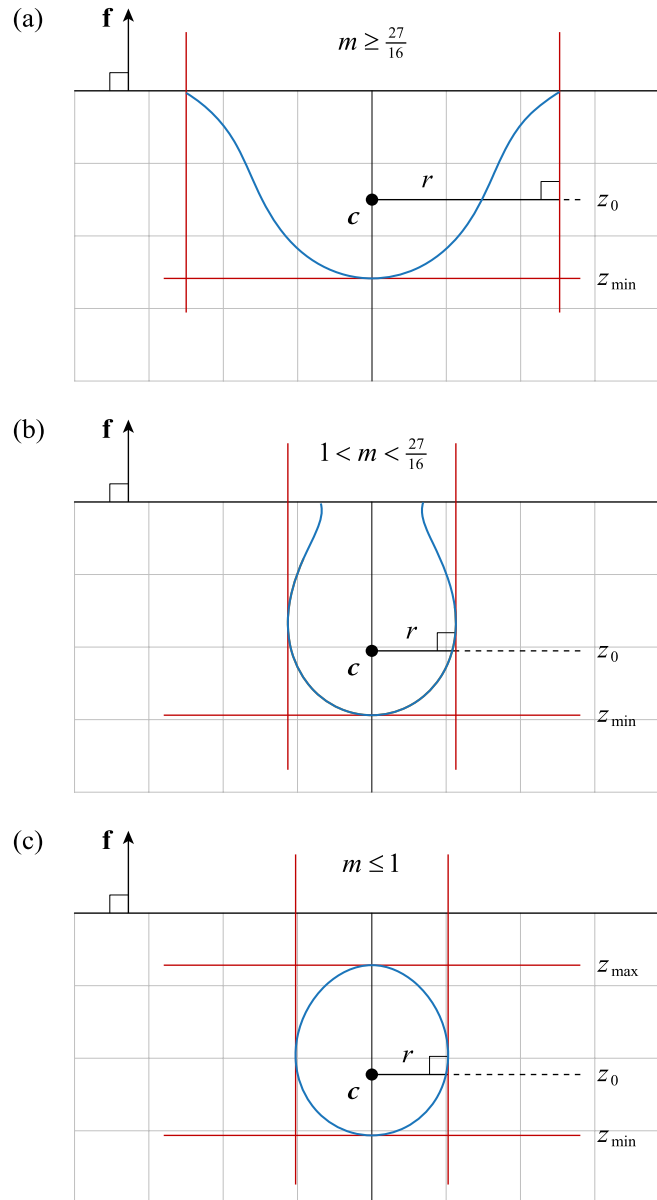 (a) f m ≥ 27/16
r
c z0
zmin
(b) f 1 < m < 27/16
r
c z0
zmin
(c) f m ≤ 1
zmax
r
c z0
zmin